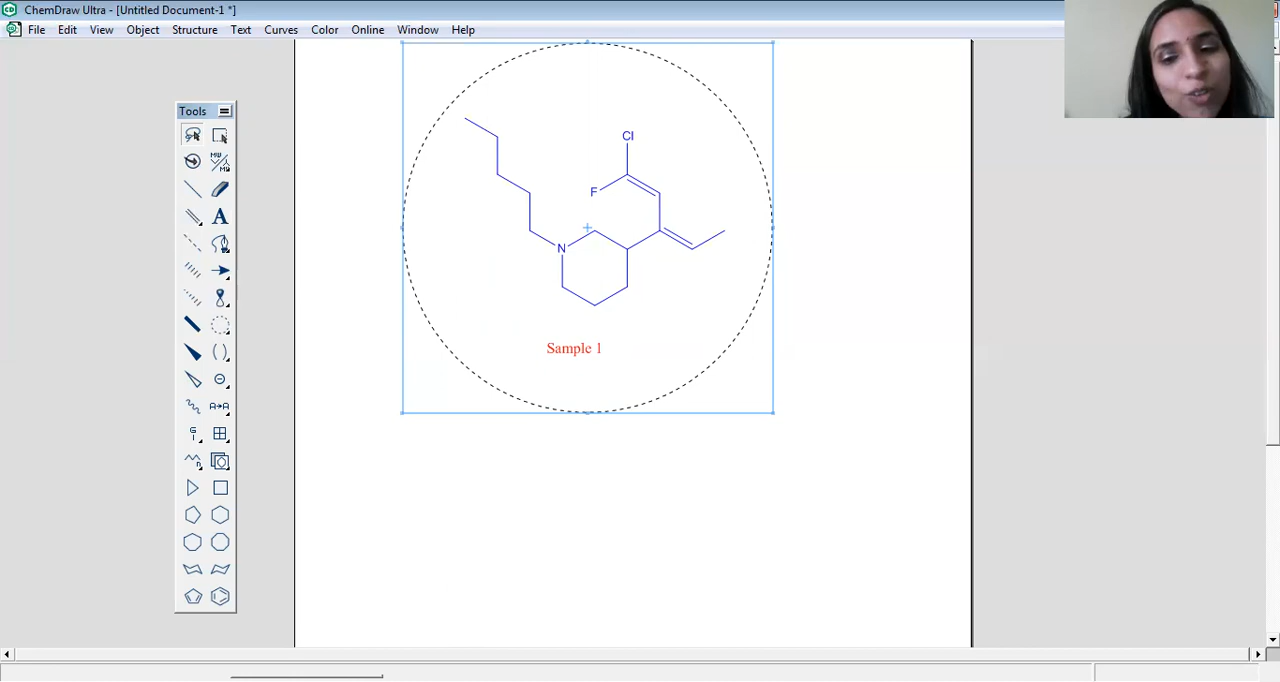 ChemDraw Ultra - [Untitled Document-1 *]
File Edit View Object Structure Text Curves Color Online Window Help
Tools
Cl
F
N
Sample 1